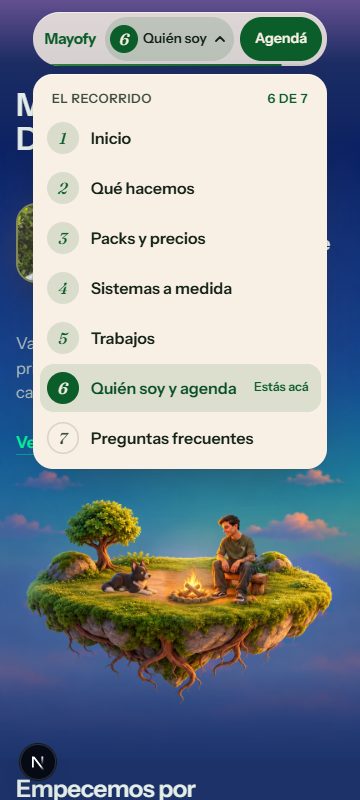 Mayofy
6
Quién soy
Agendá
EL RECORRIDO
6 DE 7
1 Inicio
2 Qué hacemos
3 Packs y precios
4 Sistemas a medida
5 Trabajos
6 Quién soy y agenda Estás acá
7 Preguntas frecuentes
N
Empecemos por